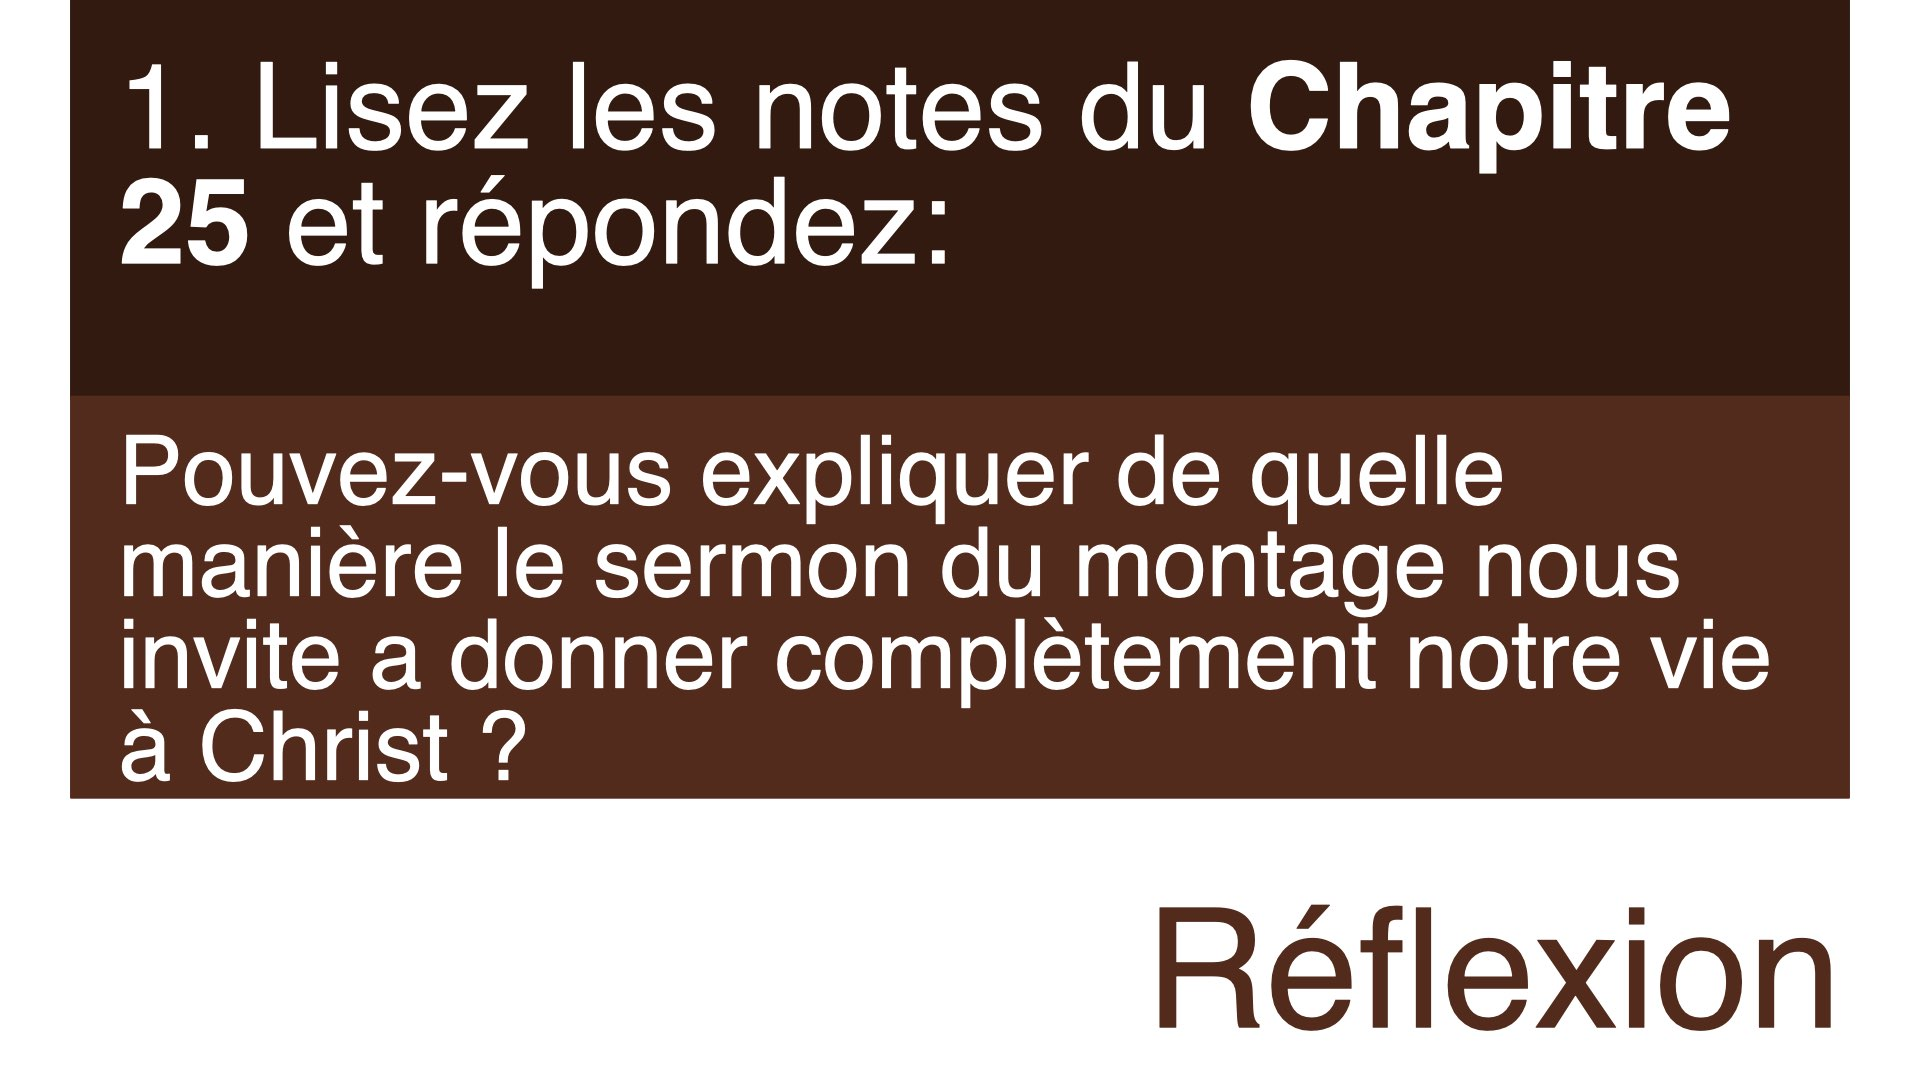 1. Lisez les notes du Chapitre
25 et répondez:
Pouvez-vous expliquer de quelle
manière le sermon du montage nous
invite a donner complètement notre vie
à Christ ?
Réflexion